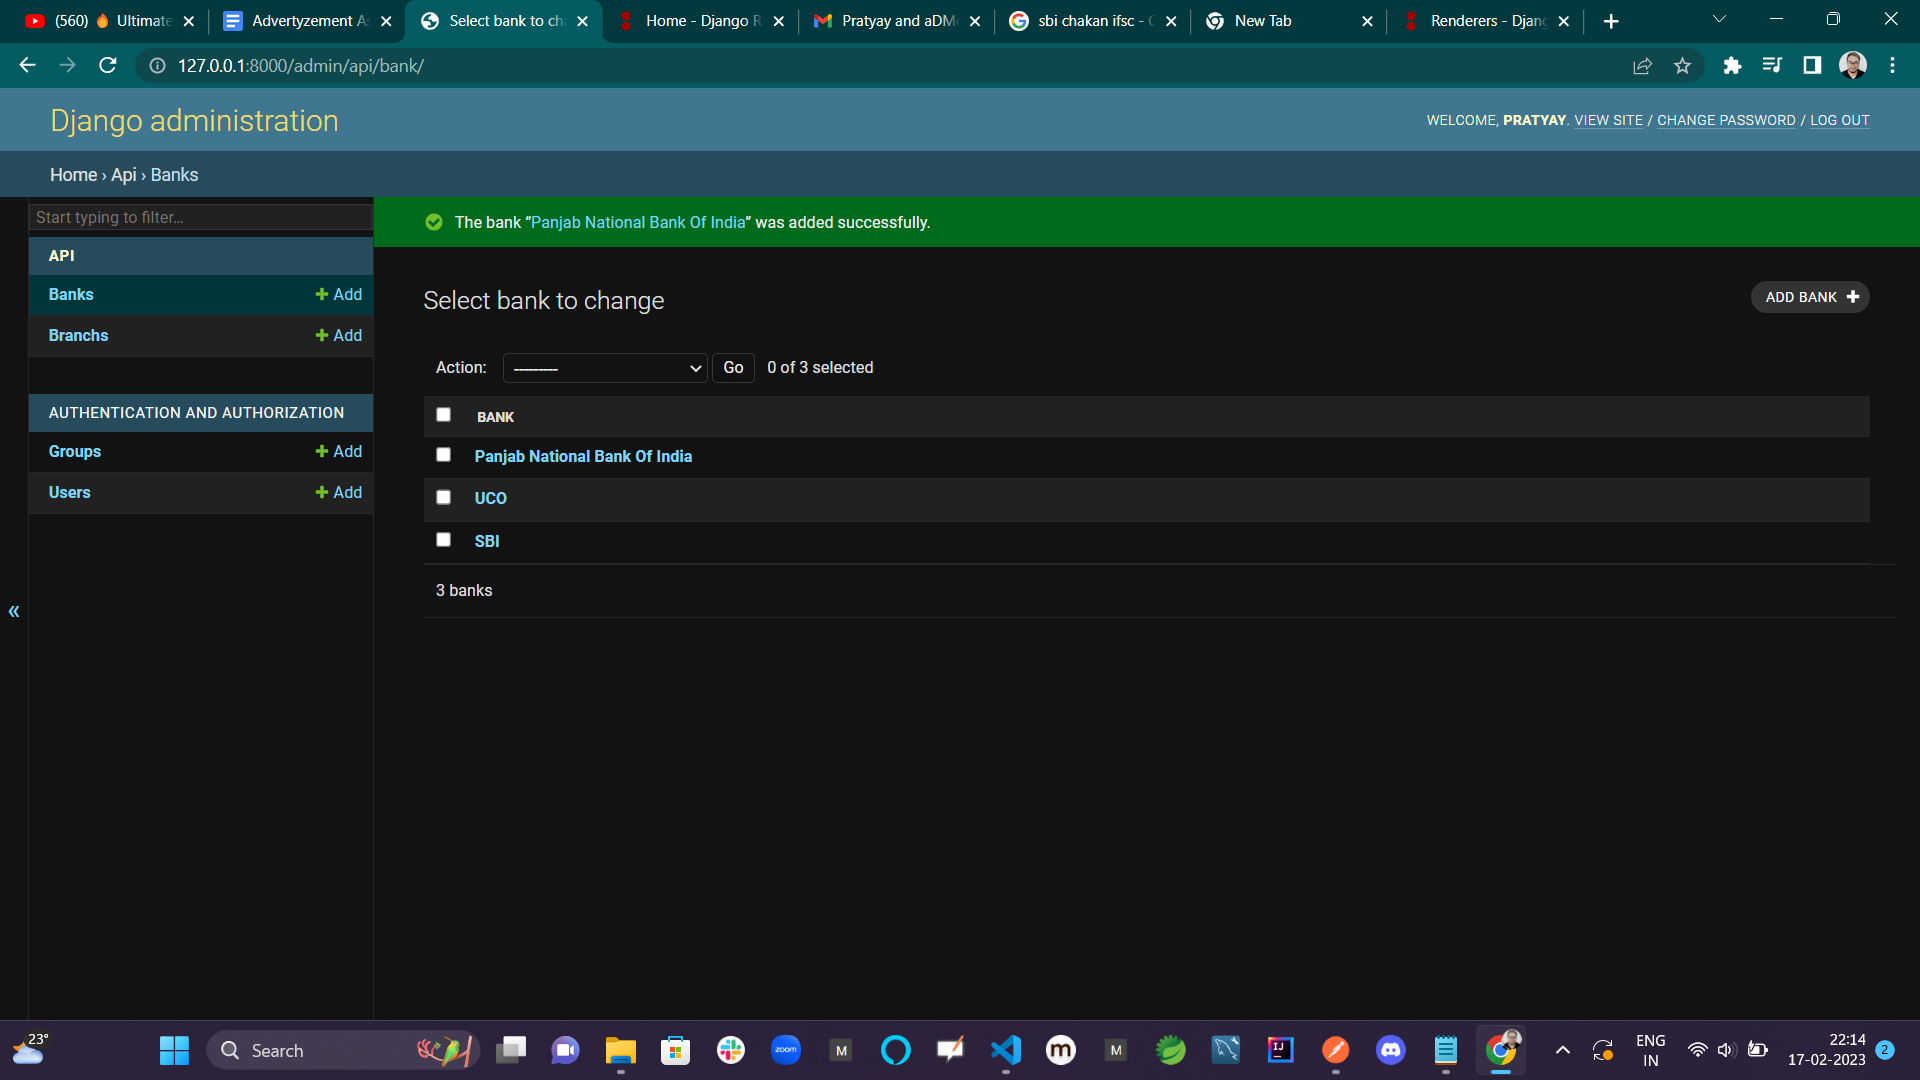 (560) 🔥 Ultimate
Advertyzement As
Select bank to ch
Home - Django R
Pratyay and aDM
sbi chakan ifsc - G
New Tab
Renderers - Djang
127.0.0.1:8000/admin/api/bank/
Django administration
WELCOME, PRATYAY. VIEW SITE / CHANGE PASSWORD / LOG OUT
Home › Api › Banks
Start typing to filter...
The bank “Panjab National Bank Of India” was added successfully.
API
Banks + Add
Branchs + Add
AUTHENTICATION AND AUTHORIZATION
Groups + Add
Users + Add
Select bank to change
ADD BANK +
Action: --------- Go 0 of 3 selected
BANK
Panjab National Bank Of India
UCO
SBI
3 banks
«
23°
Search
zoom
M
m
M
IJ
ENG
IN
22:14
17-02-2023
2